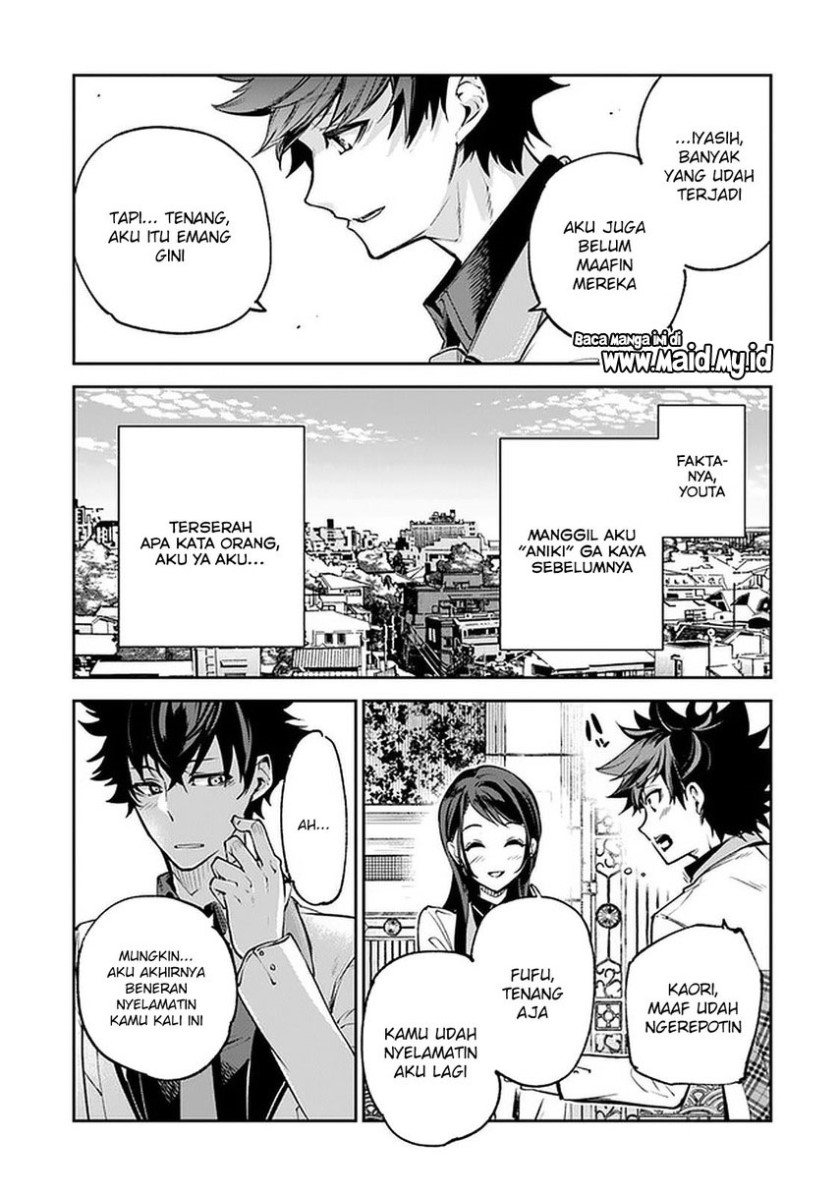 ...IYASIH,
BANYAK
YANG UDAH
TERJADI
AKU JUGA
BELUM
MAAFIN
MEREKA
TAPI... TENANG,
AKU ITU EMANG
GINI
Baca Manga ini di
www.Maid.My.id
FAKTA-
NYA,
YOUTA
MANGGIL AKU
“ANIKI” GA KAYA
SEBELUMNYA
TERSERAH
APA KATA ORANG,
AKU YA AKU...
KAORI,
MAAF UDAH
NGEREPOTIN
FUFU,
TENANG
AJA
KAMU UDAH
NYELAMATIN
AKU LAGI
AH...
MUNGKIN...
AKU AKHIRNYA
BENERAN
NYELAMATIN
KAMU KALI INI